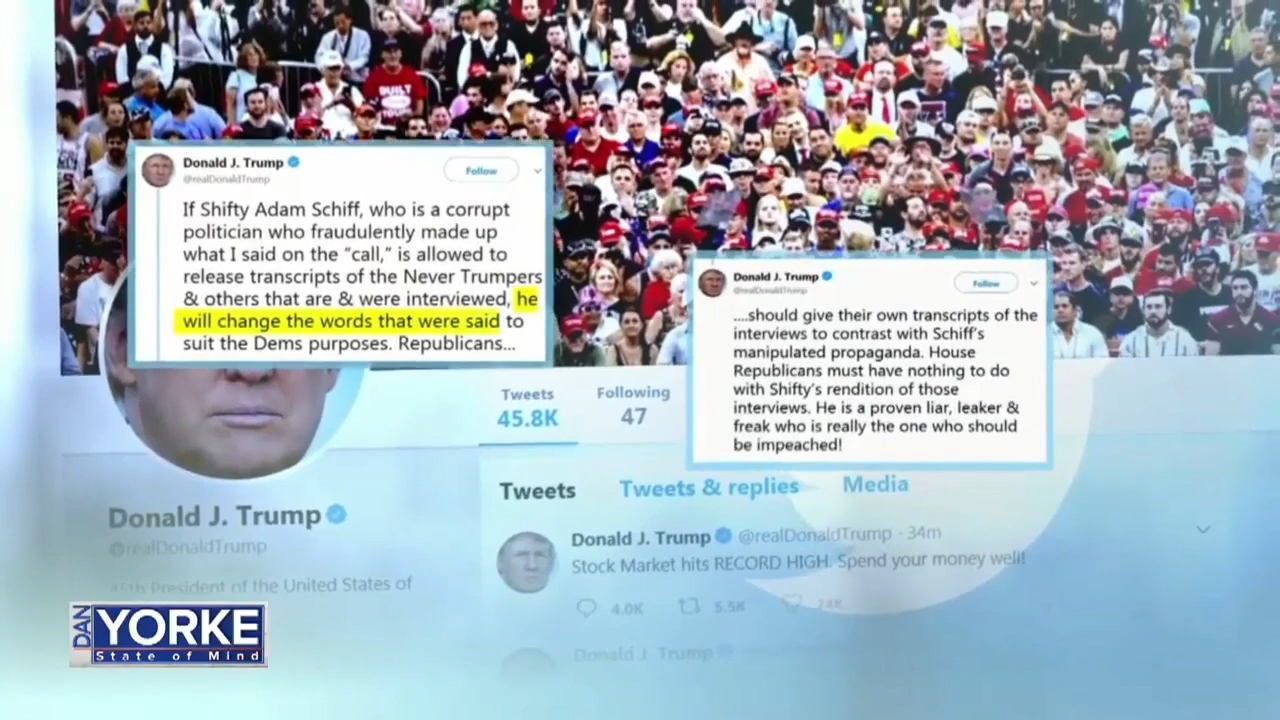 BUILT
Donald J. Trump
@realDonaldTrump
Follow
If Shifty Adam Schiff, who is a corrupt
politician who fraudulently made up
what I said on the “call,” is allowed to
release transcripts of the Never Trumpers
& others that are & were interviewed, he
will change the words that were said to
suit the Dems purposes. Republicans...
Donald J. Trump
@realDonaldTrump
Follow
....should give their own transcripts of the
interviews to contrast with Schiff’s
manipulated propaganda. House
Republicans must have nothing to do
with Shifty’s rendition of those
interviews. He is a proven liar, leaker &
freak who is really the one who should
be impeached!
Tweets
45.8K
Following
47
Donald J. Trump
@realDonaldTrump
45th President of the United States of
Tweets Tweets & replies Media
Donald J. Trump @realDonaldTrump · 34m
Stock Market hits RECORD HIGH. Spend your money well!
4.0K 5.5K
Donald J. Trump
DAN
YORKE
State of Mind